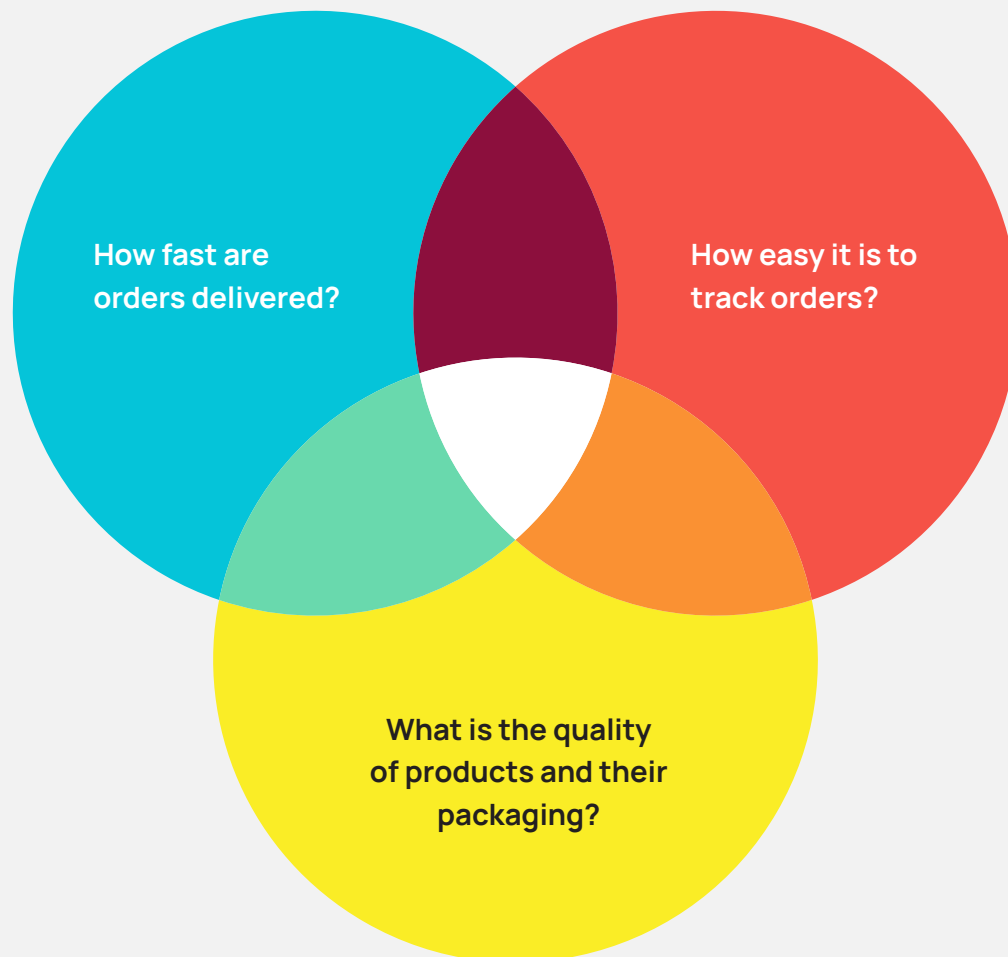 How fast are
orders delivered?
How easy it is to
track orders?
What is the quality
of products and their
packaging?